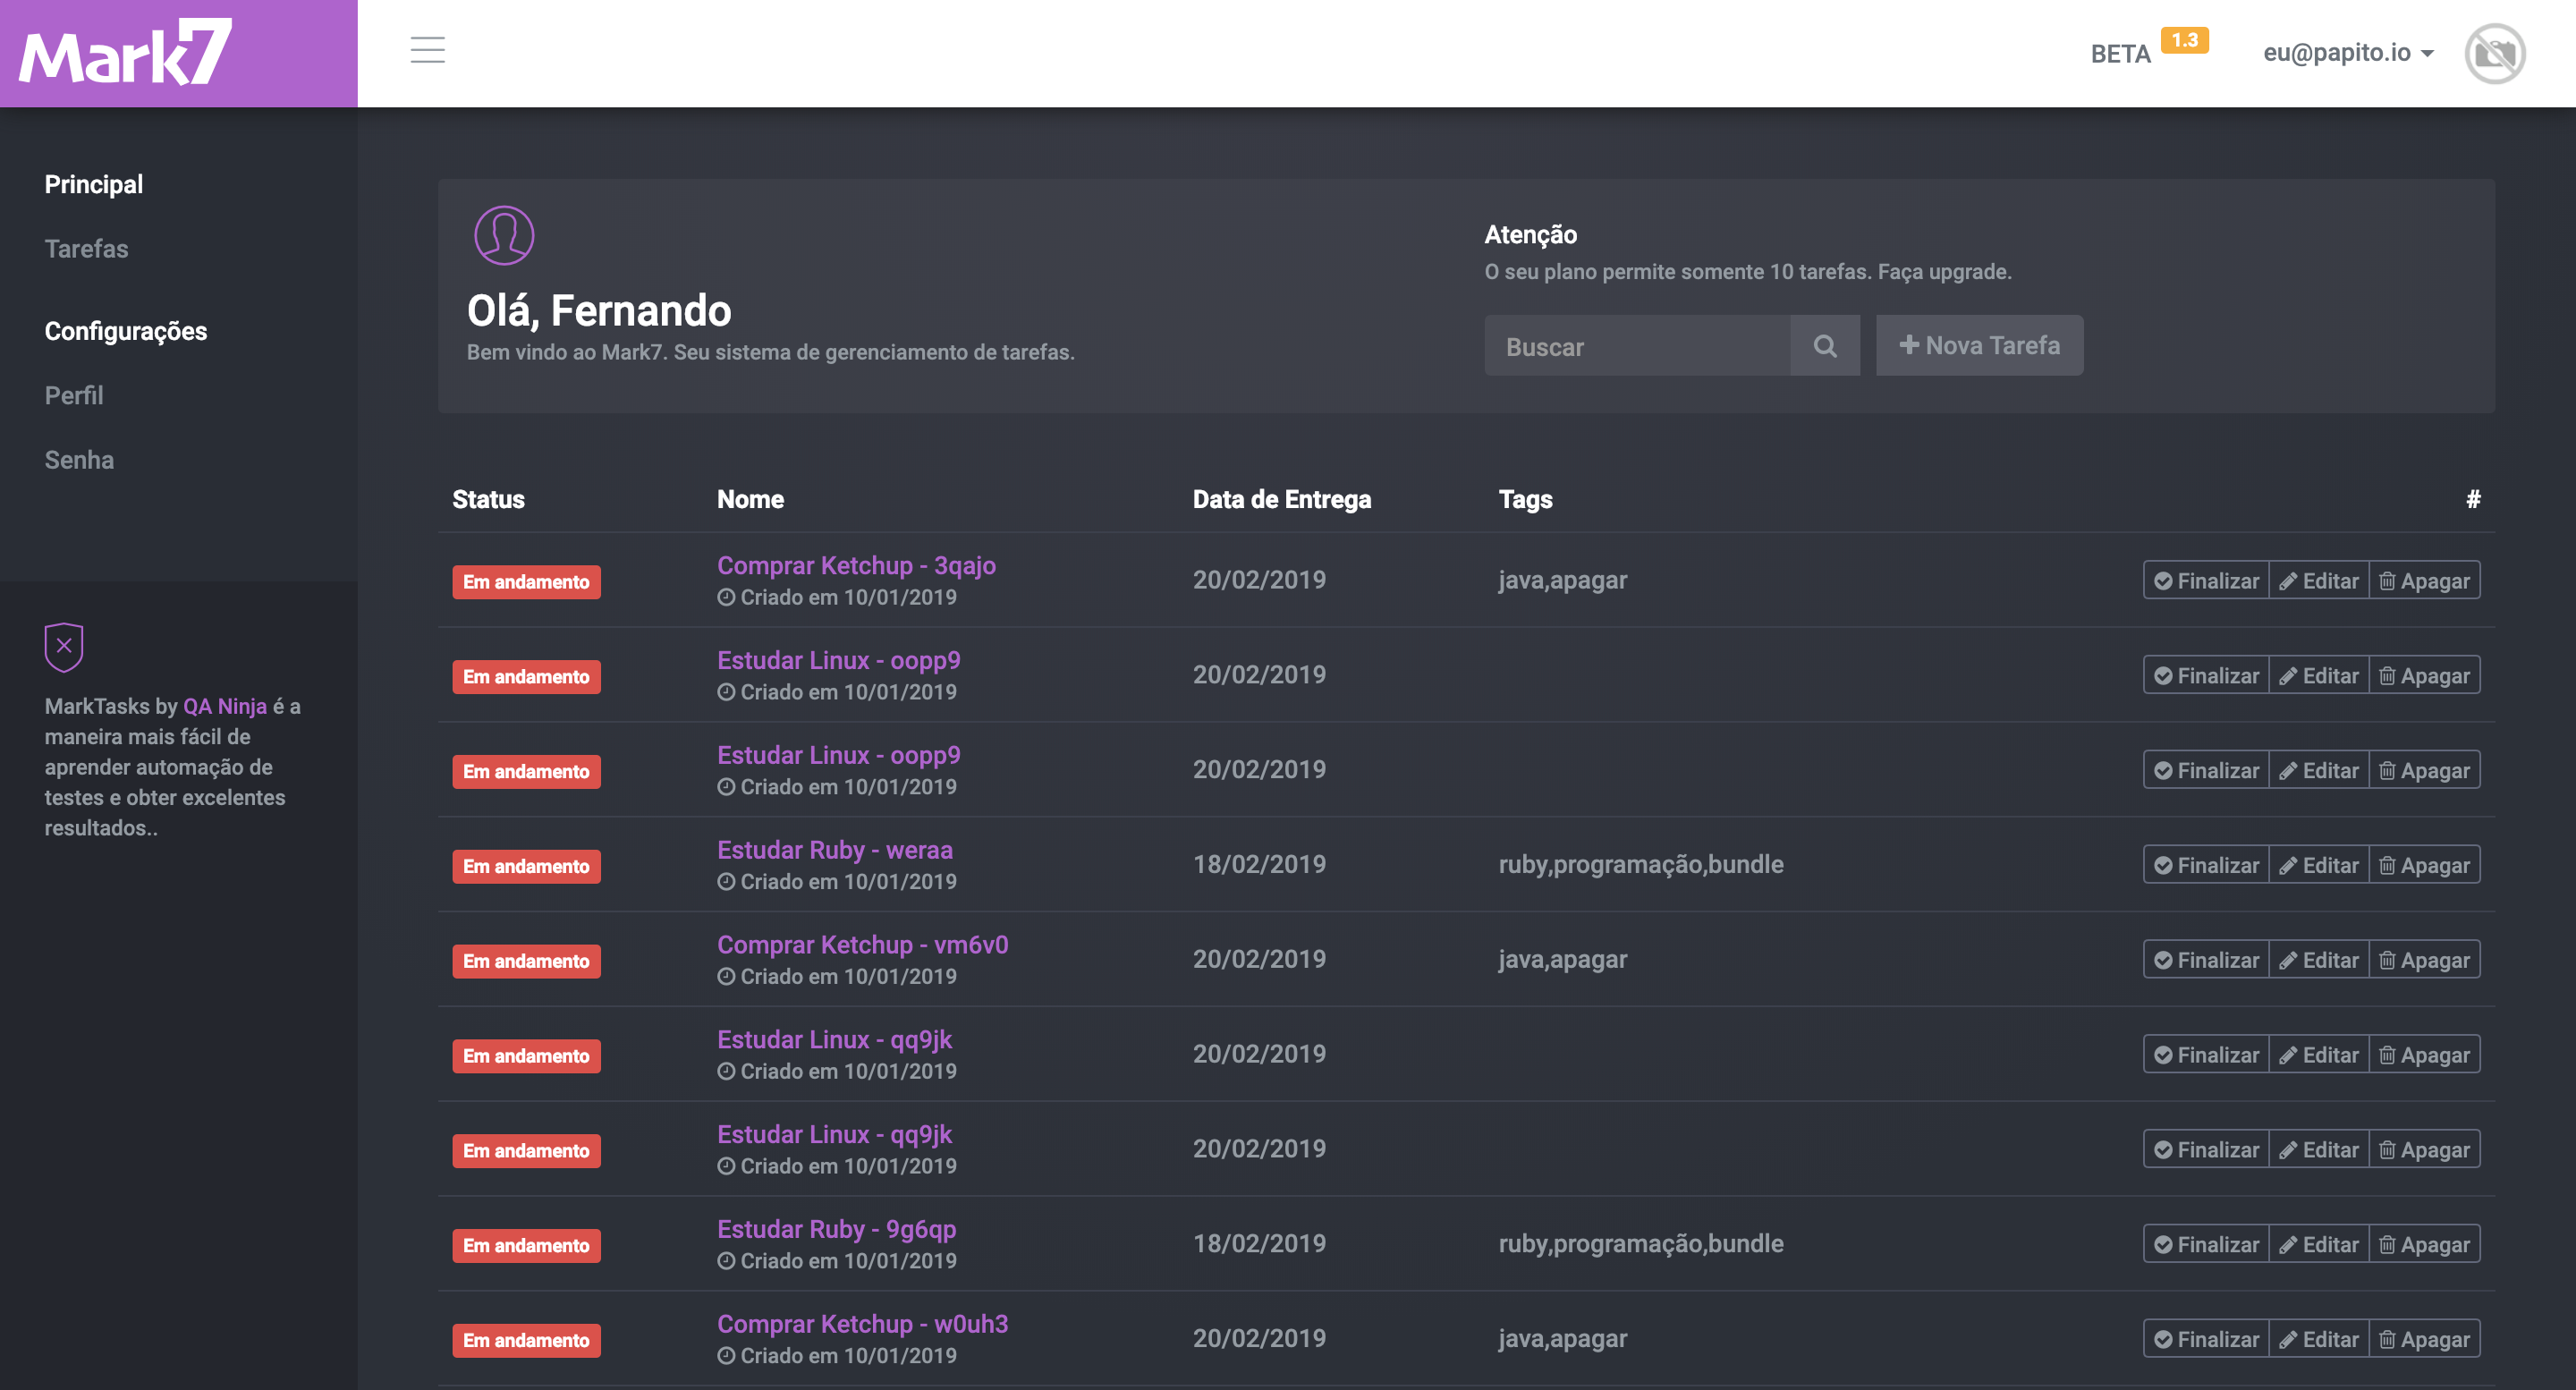 Mark7
BETA 1.3
eu@papito.io
Principal
Tarefas
Configurações
Perfil
Senha
MarkTasks by QA Ninja é a
maneira mais fácil de
aprender automação de
testes e obter excelentes
resultados..
Olá, Fernando
Bem vindo ao Mark7. Seu sistema de gerenciamento de tarefas.
Atenção
O seu plano permite somente 10 tarefas. Faça upgrade.
Buscar
Nova Tarefa
Status Nome Data de Entrega Tags #
Em andamento Comprar Ketchup - 3qajo 20/02/2019 java,apagar Finalizar Editar Apagar
Criado em 10/01/2019
Em andamento Estudar Linux - oopp9 20/02/2019 Finalizar Editar Apagar
Criado em 10/01/2019
Em andamento Estudar Linux - oopp9 20/02/2019 Finalizar Editar Apagar
Criado em 10/01/2019
Em andamento Estudar Ruby - weraa 18/02/2019 ruby,programação,bundle Finalizar Editar Apagar
Criado em 10/01/2019
Em andamento Comprar Ketchup - vm6v0 20/02/2019 java,apagar Finalizar Editar Apagar
Criado em 10/01/2019
Em andamento Estudar Linux - qq9jk 20/02/2019 Finalizar Editar Apagar
Criado em 10/01/2019
Em andamento Estudar Linux - qq9jk 20/02/2019 Finalizar Editar Apagar
Criado em 10/01/2019
Em andamento Estudar Ruby - 9g6qp 18/02/2019 ruby,programação,bundle Finalizar Editar Apagar
Criado em 10/01/2019
Em andamento Comprar Ketchup - w0uh3 20/02/2019 java,apagar Finalizar Editar Apagar
Criado em 10/01/2019